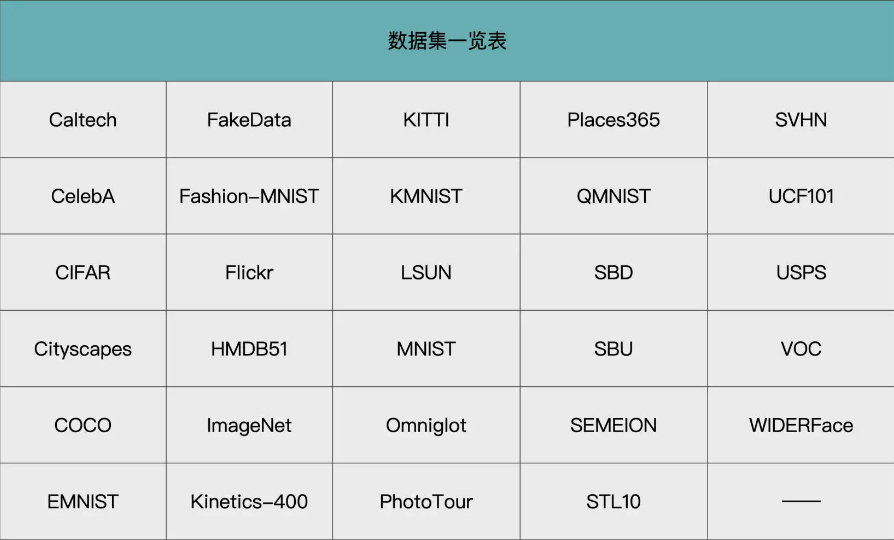 数据集一览表
Caltech FakeData KITTI Places365 SVHN
CelebA Fashion–MNIST KMNIST QMNIST UCF101
CIFAR Flickr LSUN SBD USPS
Cityscapes HMDB51 MNIST SBU VOC
COCO ImageNet Omniglot SEMEION WIDERFace
EMNIST Kinetics–400 PhotoTour STL10 ——